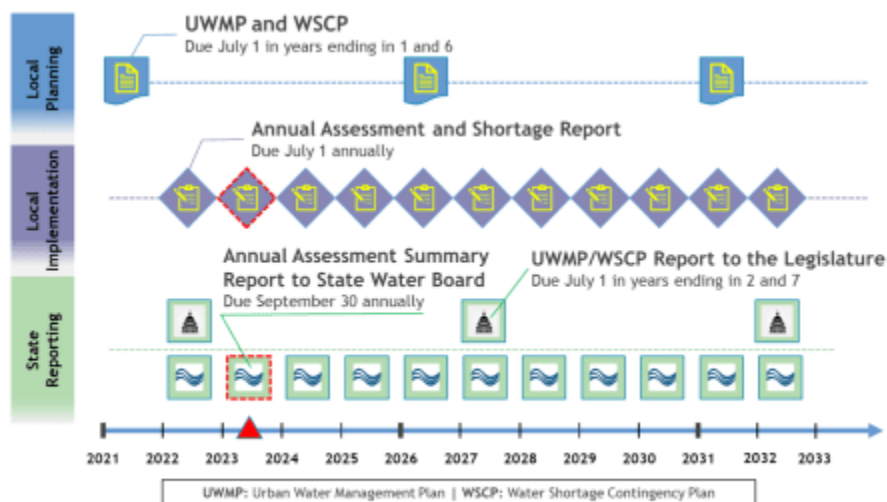 UWMP and WSCP
Due July 1 in years ending in 1 and 6
Local
Planning
Annual Assessment and Shortage Report
Due July 1 annually
Local
Implementation
Annual Assessment Summary
Report to State Water Board
Due September 30 annually
UWMP/WSCP Report to the Legislature
Due July 1 in years ending in 2 and 7
State
Reporting
2021 2022 2023 2024 2025 2026 2027 2028 2029 2030 2031 2032 2033
UWMP: Urban Water Management Plan | WSCP: Water Shortage Contingency Plan